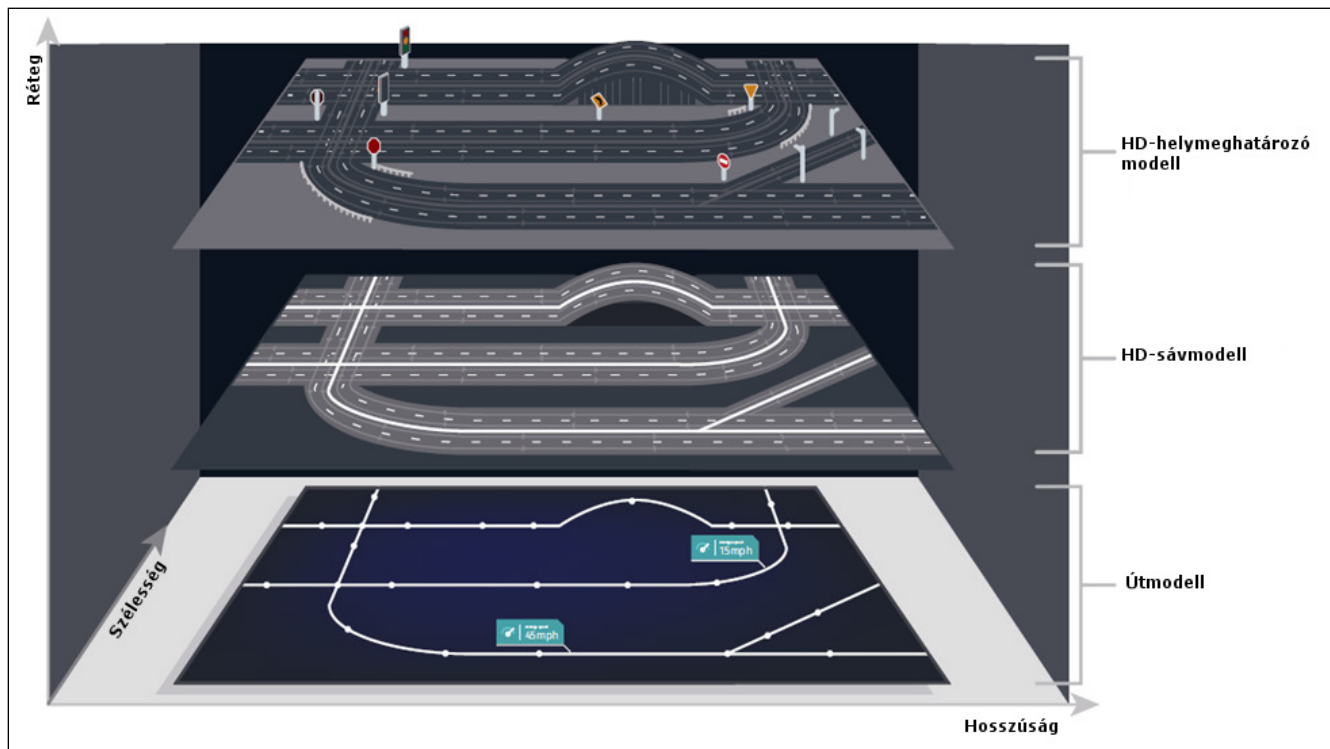 Réteg
HD-helymeghatározó
modell
HD-sávmodell
15mph
Szélesség
Útmodell
45mph
Hosszúság